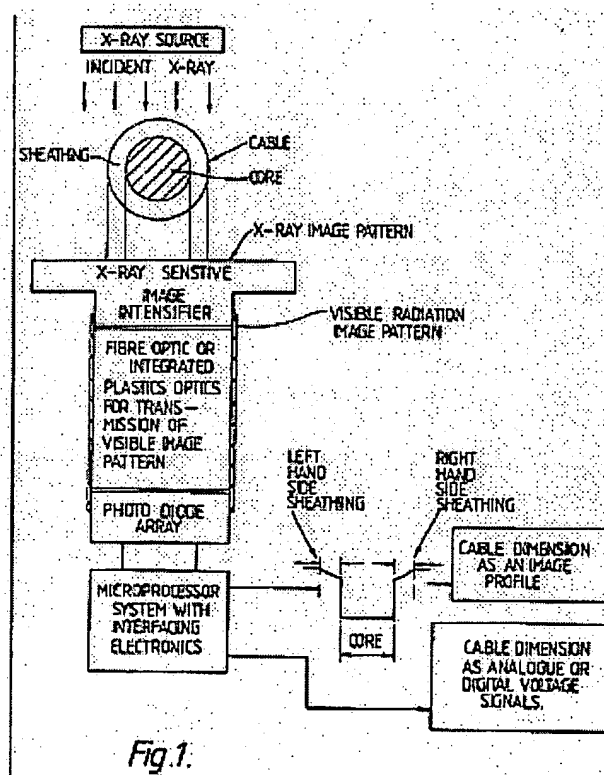 X-RAY SOURCE
INCIDENT X-RAY
SHEATHING
CABLE
CORE
X-RAY IMAGE PATTERN
X-RAY SENSTIVE
IMAGE
INTENSIFIER
VISIBLE RADIATION
IMAGE PATTERN
FIBRE OPTIC OR
INTEGRATED
PLASTICS OPTICS
FOR TRANS-
MISSION OF
VISIBLE IMAGE
PATTERN
PHOTO DIODE
ARRAY
LEFT
HAND
SIDE
SHEATHING
RIGHT
HAND
SIDE
SHEATHING
CABLE DIMENSION
AS AN IMAGE
PROFILE
MICROPROCESSOR
SYSTEM WITH
INTERFACING
ELECTRONICS
CORE
CABLE DIMENSION
AS ANALOGUE OR
DIGITAL VOLTAGE
SIGNALS.
Fig.1.